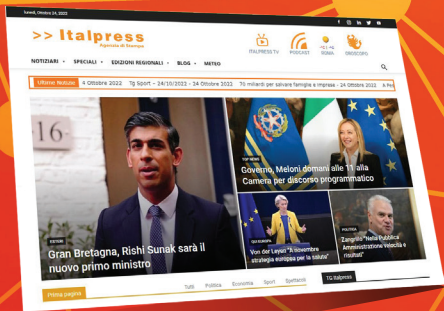 lunedì, Ottobre 24, 2022
>> Italpress
Agenzia di Stampa
ITALPRESS TV
PODCAST
ROMA
OROSCOPO
NOTIZIARI
SPECIALI
EDIZIONI REGIONALI
BLOG
METEO
Ultime Notizie
4 Ottobre 2022 Tg Sport – 24/10/2022 - 24 Ottobre 2022 70 miliardi per salvare famiglie e imprese - 24 Ottobre 2022
16
ESTERI
Gran Bretagna, Rishi Sunak sarà il
nuovo primo ministro
TOP NEWS
Governo, Meloni domani alle 11 alla
Camera per discorso programmatico
QUI EUROPA
Von der Leyen "A novembre
strategia europea per la salute"
POLITICA
Zangrillo "Nella Pubblica
Amministrazione velocità e
risultati"
Prima pagina
Tutti Politica Economia Sport Spettacoli
TG Italpress